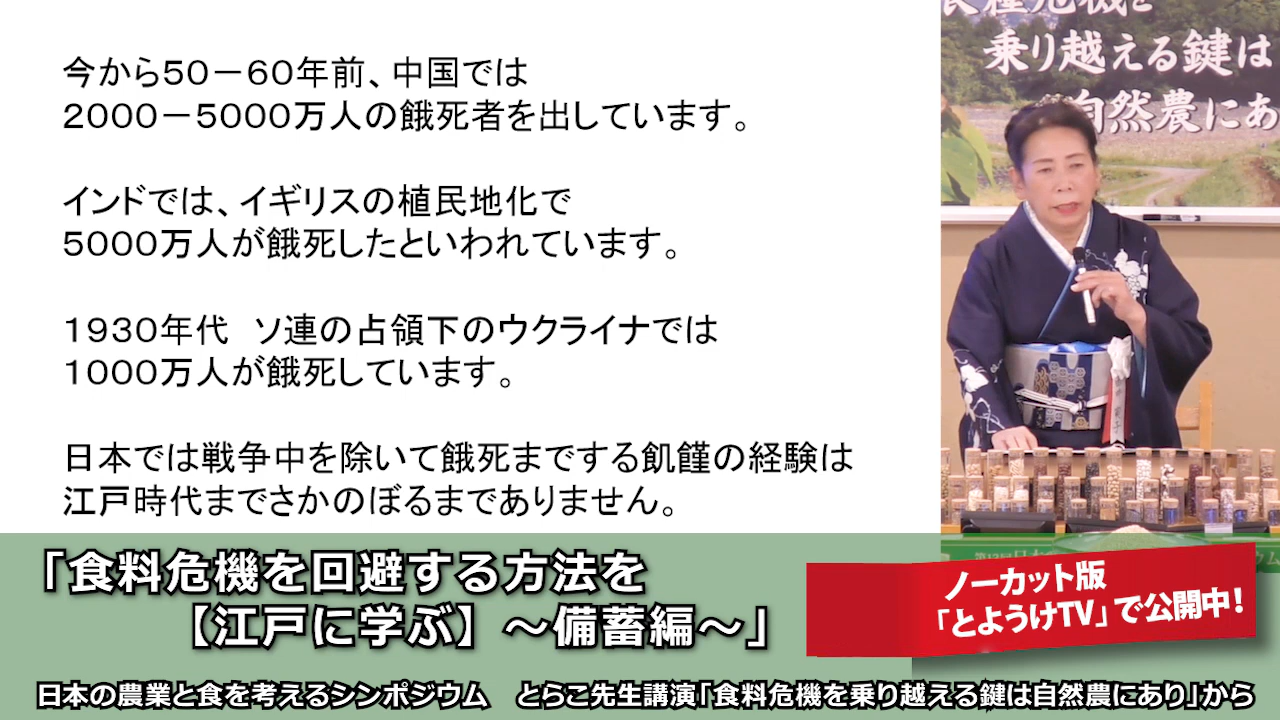 今から５０－６０年前、中国では
２０００－５０００万人の餓死者を出しています。
インドでは、イギリスの植民地化で
５０００万人が餓死したといわれています。
１９３０年代　ソ連の占領下のウクライナでは
１０００万人が餓死しています。
日本では戦争中を除いて餓死までする飢饉の経験は
江戸時代までさかのぼるまでありません。
食糧危機を
乗り越える鍵は
自然農にあ
「食料危機を回避する方法を
【江戸に学ぶ】～備蓄編～」
ノーカット版
「とようけTV」で公開中！
日本の農業と食を考えるシンポジウム　とらこ先生講演「食料危機を乗り越える鍵は自然農にあり」から